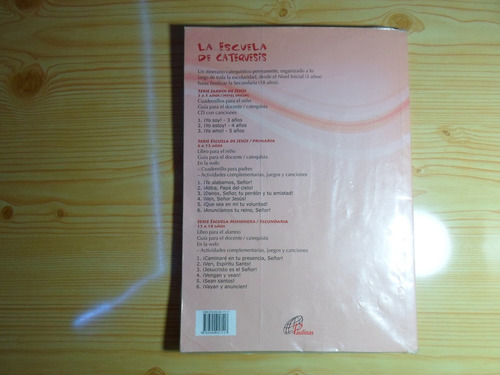 LA ESCUELA
DE CATEQUESIS
Un itinerario catequístico permanente, organizado a lo
largo de toda la escolaridad, desde el Nivel Inicial (3 años)
hasta finalizar la Secundaria (18 años).
SERIE JARDÍN DE JESÚS
3 A 5 AÑOS / NIVEL INICIAL
Cuadernillos para el niño
Guía para el docente / catequista
CD con canciones
1. ¡Yo soy! - 3 años
2. ¡Yo estoy! - 4 años
3. ¡Yo amo! - 5 años
SERIE ESCUELA DE JESÚS / PRIMARIA
6 A 12 AÑOS
Libro para el niño
Guía para el docente / catequista
En la web:
- Cuadernillo para padres
- Actividades complementarias, juegos y canciones
1. ¡Te alabamos, Señor!
2. ¡Abba, Papá del cielo!
3. ¡Danos, Señor, tu perdón y tu amistad!
4. ¡Ven, Señor Jesús!
5. ¡Que sea en mí tu voluntad!
6. ¡Anunciamos tu reino, Señor!
SERIE ESCUELA MISIONERA / SECUNDARIA
13 A 18 AÑOS
Libro para el alumno
Guía para el docente / catequista
En la web:
- Actividades complementarias, juegos y canciones
1. ¡Caminaré en tu presencia, Señor!
2. ¡Ven, Espíritu Santo!
3. ¡Jesucristo es el Señor!
4. ¡Vengan y vean!
5. ¡Sean santos!
6. ¡Vayan y anuncien!
Paulinas